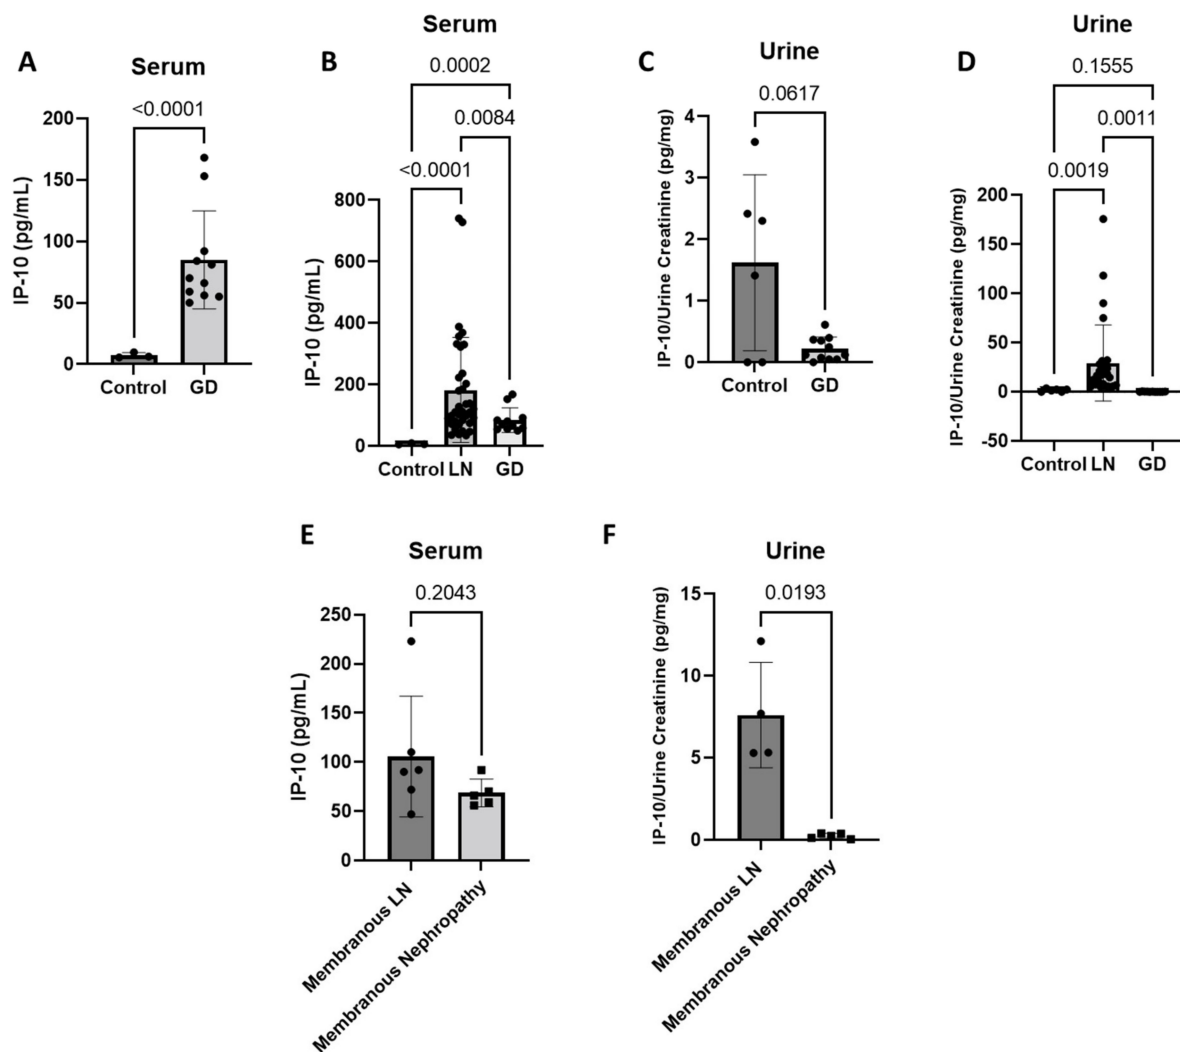 A
Serum
<0.0001
IP-10 (pg/mL)
200
150
100
50
0
Control GD
B
Serum
0.0002
0.0084
<0.0001
IP-10 (pg/mL)
800
600
400
200
0
Control LN GD
C
Urine
0.0617
IP-10/Urine Creatinine (pg/mg)
4
3
2
1
0
Control GD
D
Urine
0.1555
0.0011
0.0019
IP-10/Urine Creatinine (pg/mg)
200
150
100
50
0
-50
Control LN GD
E
Serum
0.2043
IP-10 (pg/mL)
250
200
150
100
50
0
Membranous LN
Membranous Nephropathy
F
Urine
0.0193
IP-10/Urine Creatinine (pg/mg)
15
10
5
0
Membranous LN
Membranous Nephropathy